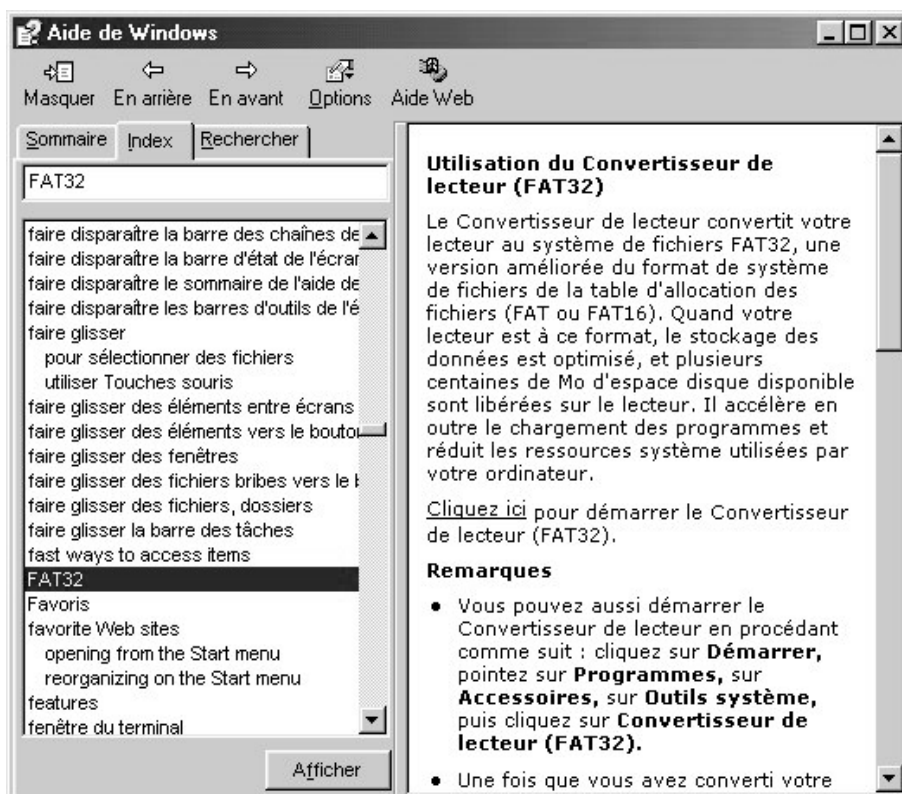 Aide de Windows
Masquer En arrière En avant Options Aide Web
Sommaire Index Rechercher
FAT32
faire disparaître la barre des chaînes de
faire disparaître la barre d'état de l'écran
faire disparaître le sommaire de l'aide de
faire disparaître les barres d'outils de l'é
faire glisser
pour sélectionner des fichiers
utiliser Touches souris
faire glisser des éléments entre écrans
faire glisser des éléments vers le bouton
faire glisser des fenêtres
faire glisser des fichiers bribes vers le b
faire glisser des fichiers, dossiers
faire glisser la barre des tâches
fast ways to access items
FAT32
Favoris
favorite Web sites
opening from the Start menu
reorganizing on the Start menu
features
fenêtre du terminal
Afficher
Utilisation du Convertisseur de
lecteur (FAT32)
Le Convertisseur de lecteur convertit votre
lecteur au système de fichiers FAT32, une
version améliorée du format de système
de fichiers de la table d'allocation des
fichiers (FAT ou FAT16). Quand votre
lecteur est à ce format, le stockage des
données est optimisé, et plusieurs
centaines de Mo d'espace disque disponible
sont libérées sur le lecteur. Il accélère en
outre le chargement des programmes et
réduit les ressources système utilisées par
votre ordinateur.
Cliquez ici pour démarrer le Convertisseur
de lecteur (FAT32).
Remarques
● Vous pouvez aussi démarrer le
Convertisseur de lecteur en procédant
comme suit : cliquez sur Démarrer,
pointez sur Programmes, sur
Accessoires, sur Outils système,
puis cliquez sur Convertisseur de
lecteur (FAT32).
● Une fois que vous avez converti votre